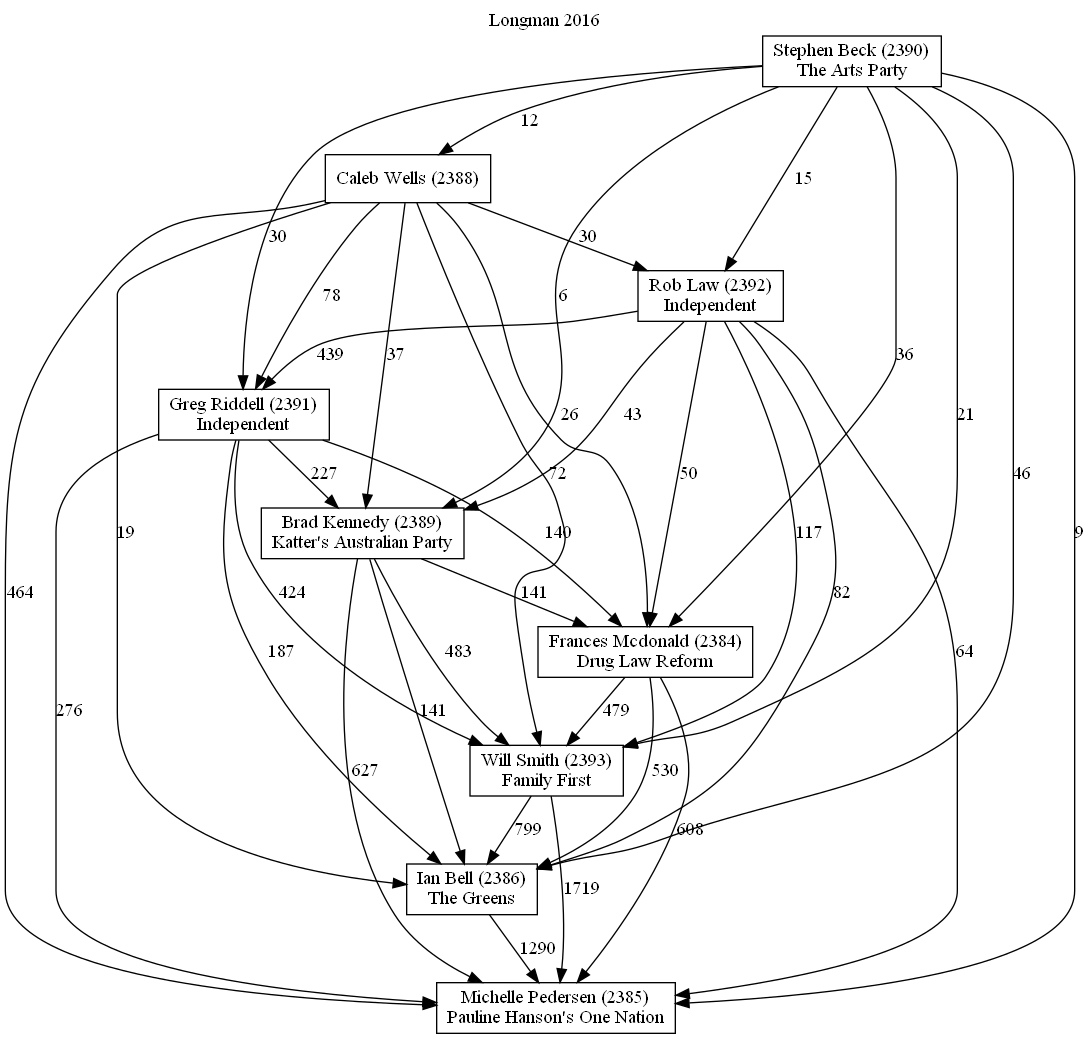 Longman 2016
Stephen Beck (2390)
The Arts Party
12
Caleb Wells (2388)
15
30
78
37
30
6
Rob Law (2392)
Independent
439
36
Greg Riddell (2391)
Independent
26
43
21
227
72
50
46
Brad Kennedy (2389)
Katter's Australian Party
19
140
117
9
464
424
141
82
Frances Mcdonald (2384)
Drug Law Reform
187
483
64
276
141
479
Will Smith (2393)
Family First
627
530
799
608
Ian Bell (2386)
The Greens
1719
1290
Michelle Pedersen (2385)
Pauline Hanson's One Nation